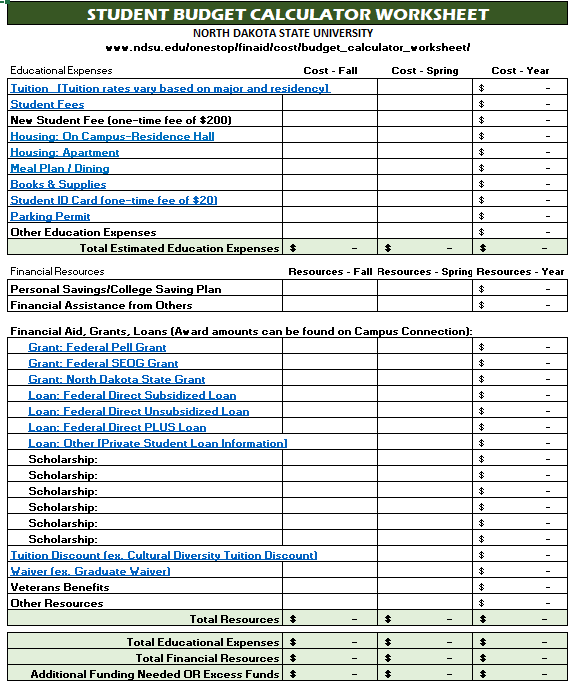 STUDENT BUDGET CALCULATOR WORKSHEET
NORTH DAKOTA STATE UNIVERSITY
www.ndsu.edu/onestop/finaid/cost/budget_calculator_worksheet/
Educational Expenses Cost - Fall Cost - Spring Cost - Year
Tuition [Tuition rates vary based on major and residency] $ -
Student Fees $ -
New Student Fee (one-time fee of $200) $ -
Housing: On Campus-Residence Hall $ -
Housing: Apartment $ -
Meal Plan / Dining $ -
Books & Supplies $ -
Student ID Card (one-time fee of $20) $ -
Parking Permit $ -
Other Education Expenses $ -
Total Estimated Education Expenses $ - $ - $ -
Financial Resources Resources - Fall Resources - Spring Resources - Year
Personal Savings/College Saving Plan $ -
Financial Assistance from Others $ -
Financial Aid, Grants, Loans (Award amounts can be found on Campus Connection):
Grant: Federal Pell Grant $ -
Grant: Federal SEOG Grant $ -
Grant: North Dakota State Grant $ -
Loan: Federal Direct Subsidized Loan $ -
Loan: Federal Direct Unsubsidized Loan $ -
Loan: Federal Direct PLUS Loan $ -
Loan: Other [Private Student Loan Information] $ -
Scholarship: $ -
Scholarship: $ -
Scholarship: $ -
Scholarship: $ -
Scholarship: $ -
Scholarship: $ -
Tuition Discount (ex. Cultural Diversity Tuition Discount) $ -
Waiver (ex. Graduate Waiver) $ -
Veterans Benefits $ -
Other Resources $ -
Total Resources $ - $ - $ -
Total Educational Expenses $ - $ - $ -
Total Financial Resources $ - $ - $ -
Additional Funding Needed OR Excess Funds $ - $ - $ -